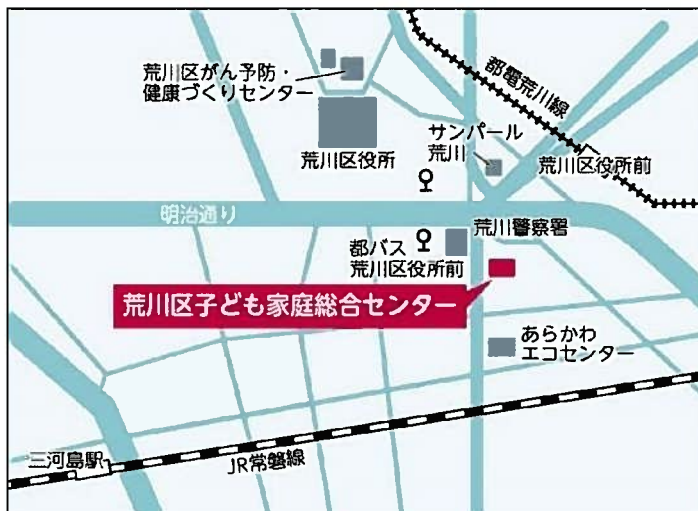 荒川区がん予防・
健康づくりセンター
都電荒川線
サンパール
荒川
荒川区役所
荒川区役所前
明治通り
荒川警察署
都バス
荒川区役所前
荒川区子ども家庭総合センター
あらかわ
エコセンター
三河島駅
JR常磐線